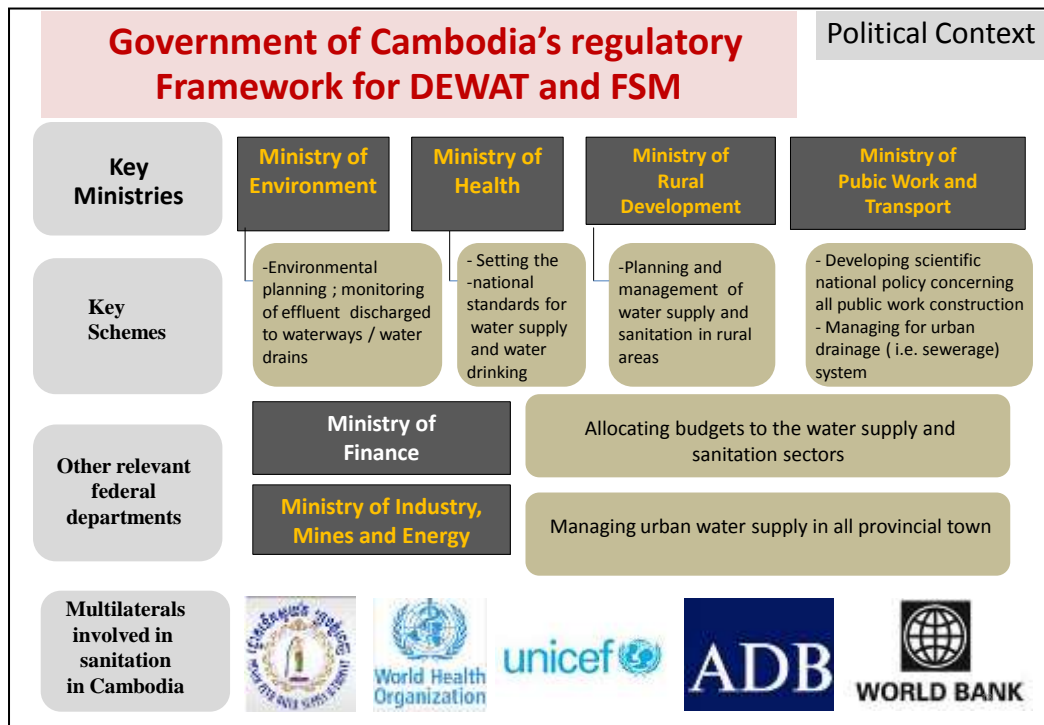 Government of Cambodia's regulatory
Framework for DEWAT and FSM
Political Context
Key
Ministries
Ministry of
Environment
Ministry of
Health
Ministry of
Rural
Development
Ministry of
Pubic Work and
Transport
Key
Schemes
-Environmental
planning ; monitoring
of effluent discharged
to waterways / water
drains
- Setting the
-national
standards for
water supply
and water
drinking
-Planning and
management of
water supply and
sanitation in rural
areas
- Developing scientific
national policy concerning
all public work construction
- Managing for urban
drainage ( i.e. sewerage)
system
Other relevant
federal
departments
Ministry of
Finance
Allocating budgets to the water supply and
sanitation sectors
Ministry of Industry,
Mines and Energy
Managing urban water supply in all provincial town
Multilaterals
involved in
sanitation
in Cambodia
World Health
Organization
unicef
ADB
WORLD BANK